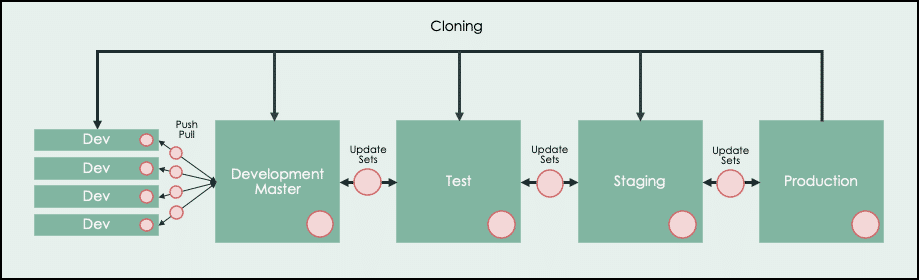 Cloning
Push
Pull
Dev
Dev
Dev
Dev
Development
Master
Update
Sets
Test
Update
Sets
Staging
Update
Sets
Production